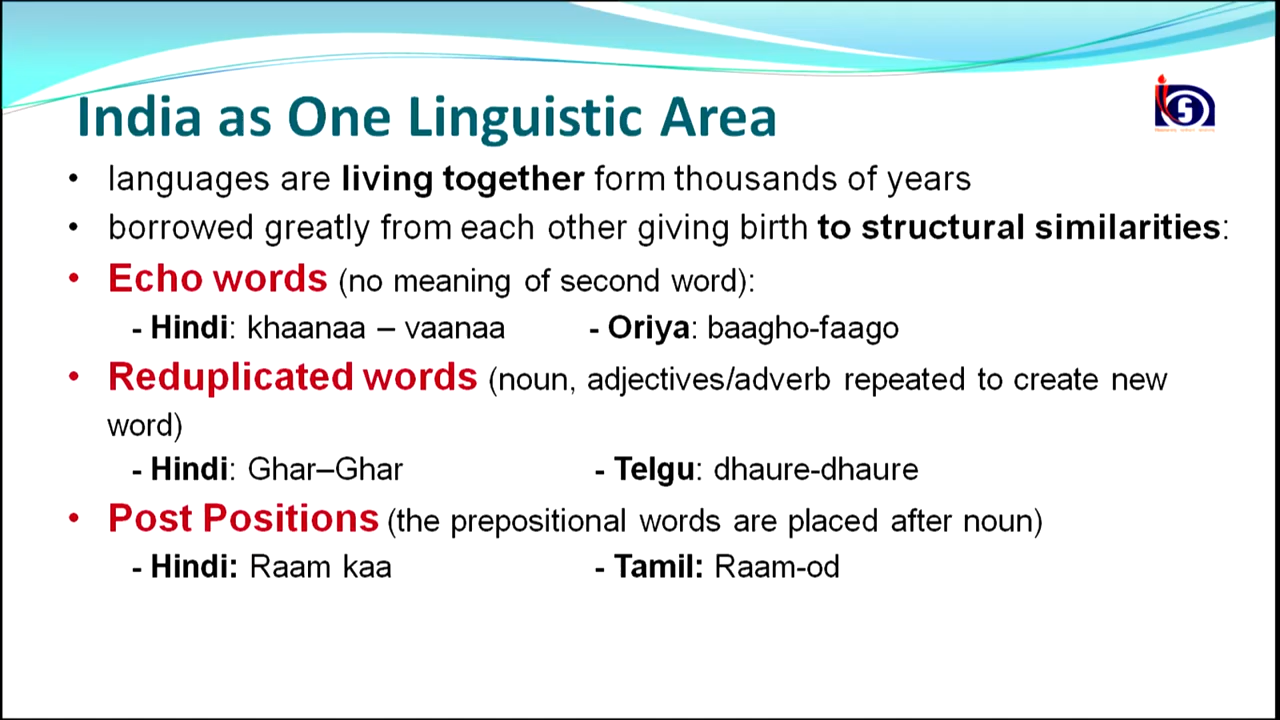 India as One Linguistic Area
• languages are living together form thousands of years
• borrowed greatly from each other giving birth to structural similarities:
• Echo words (no meaning of second word):
- Hindi: khaanaa – vaanaa - Oriya: baagho-faago
• Reduplicated words (noun, adjectives/adverb repeated to create new
word)
- Hindi: Ghar–Ghar - Telgu: dhaure-dhaure
• Post Positions (the prepositional words are placed after noun)
- Hindi: Raam kaa - Tamil: Raam-od